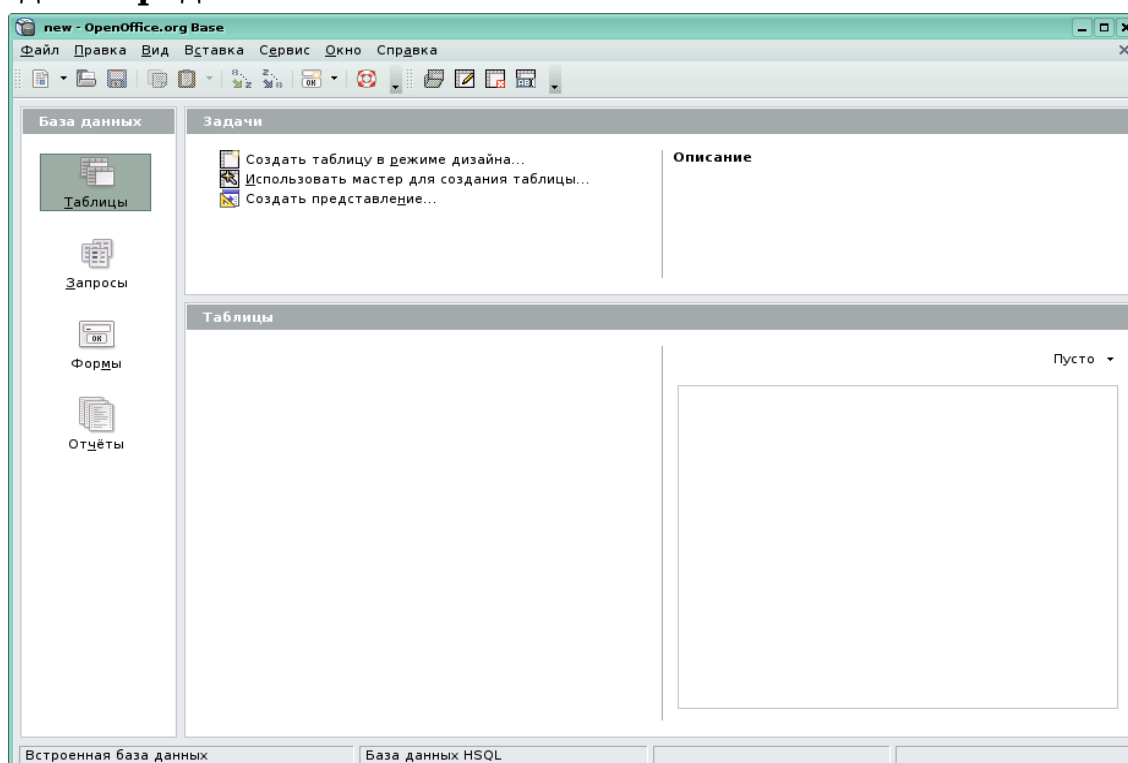 new - OpenOffice.org Base
Файл Правка Вид Вставка Сервис Окно Справка
База данных
Задачи
Создать таблицу в режиме дизайна...
Использовать мастер для создания таблицы...
Создать представление...
Описание
Таблицы
Запросы
Формы
Отчёты
Таблицы
Пусто
Встроенная база данных
База данных HSQL